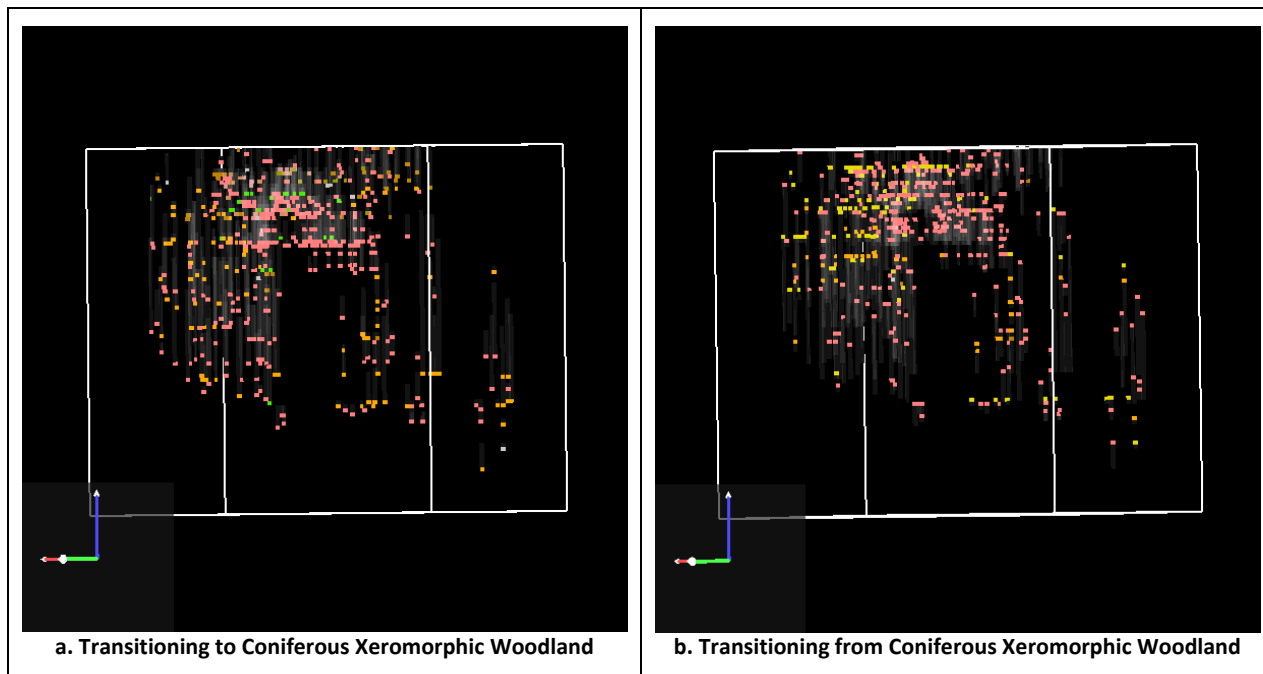 a. Transitioning to Coniferous Xeromorphic Woodland
b. Transitioning from Coniferous Xeromorphic Woodland